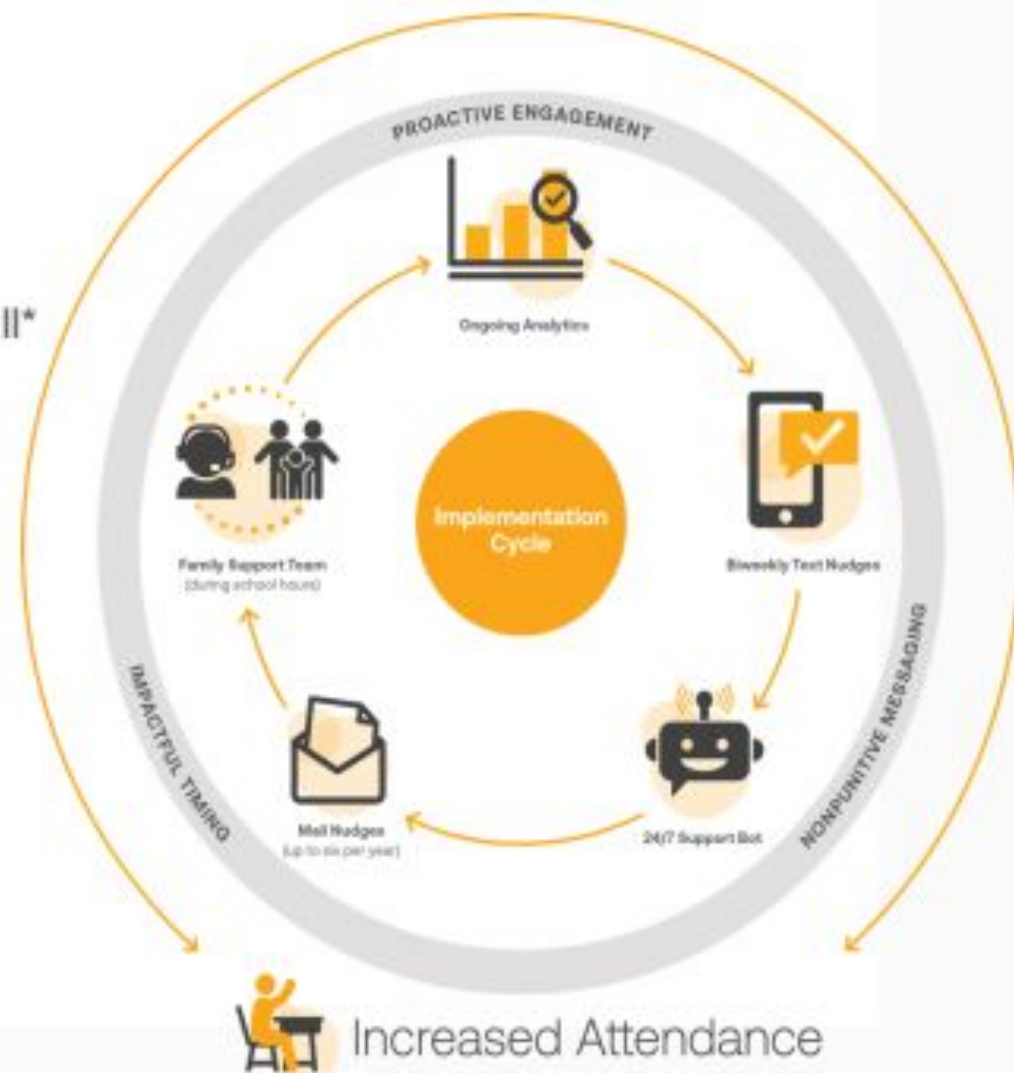 PROACTIVE ENGAGEMENT
Ongoing Analytics
ll*
Family Support Team
(during school hours)
Implementation
Cycle
Biweekly Text Nudges
IMPACTFUL TIMING
NONPUNITIVE MESSAGING
Mail Nudges
(up to six per year)
24/7 Support Bot
Increased Attendance